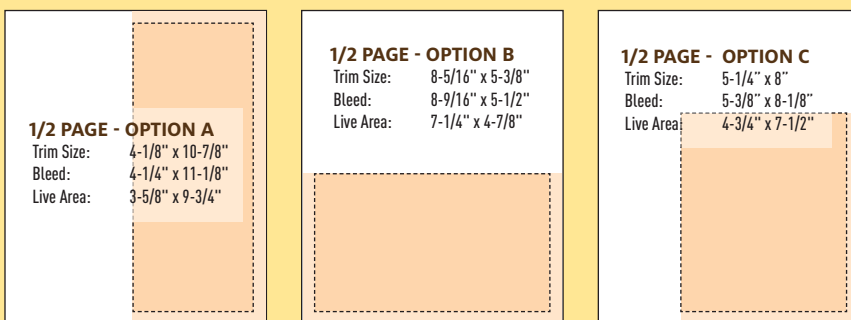 1/2 PAGE - OPTION A
Trim Size: 4-1/8" x 10-7/8"
Bleed: 4-1/4" x 11-1/8"
Live Area: 3-5/8" x 9-3/4"
1/2 PAGE - OPTION B
Trim Size: 8-5/16" x 5-3/8"
Bleed: 8-9/16" x 5-1/2"
Live Area: 7-1/4" x 4-7/8"
1/2 PAGE - OPTION C
Trim Size: 5-1/4” x 8”
Bleed: 5-3/8” x 8-1/8”
Live Area: 4-3/4" x 7-1/2"